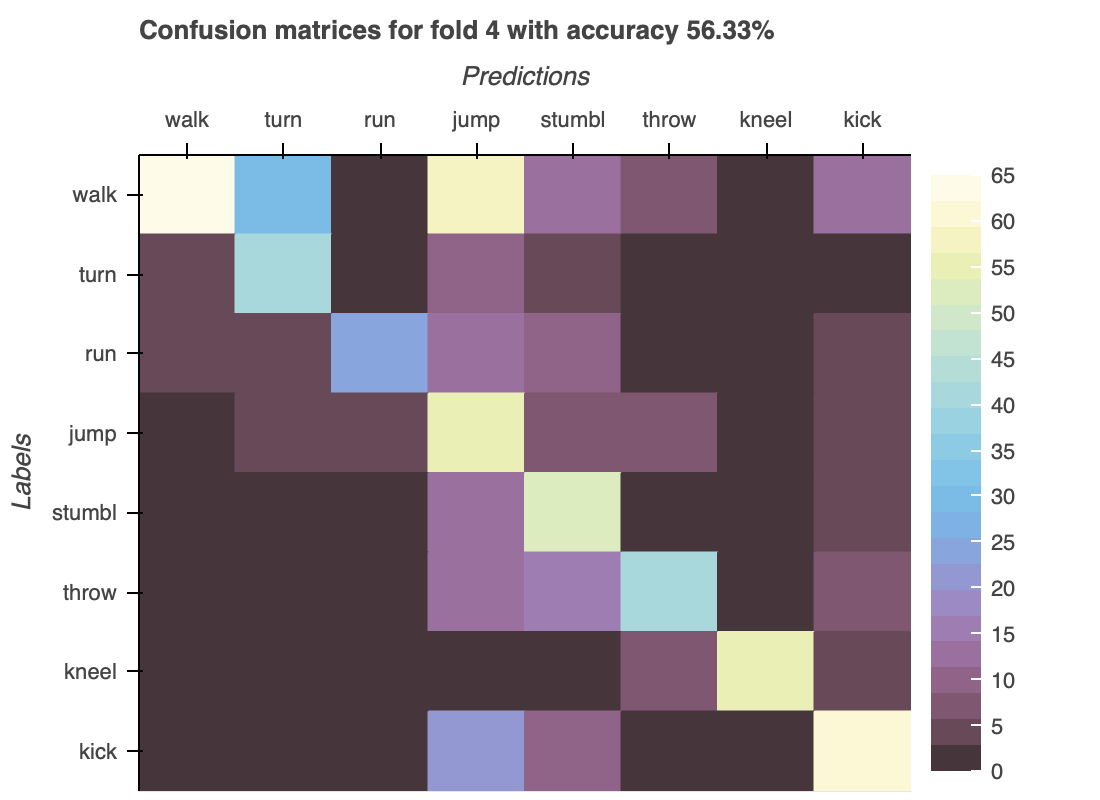 Confusion matrices for fold 4 with accuracy 56.33%
Predictions
walk turn run jump stumbl throw kneel kick
walk
turn
run
jump
stumbl
throw
kneel
kick
Labels
65
60
55
50
45
40
35
30
25
20
15
10
5
0